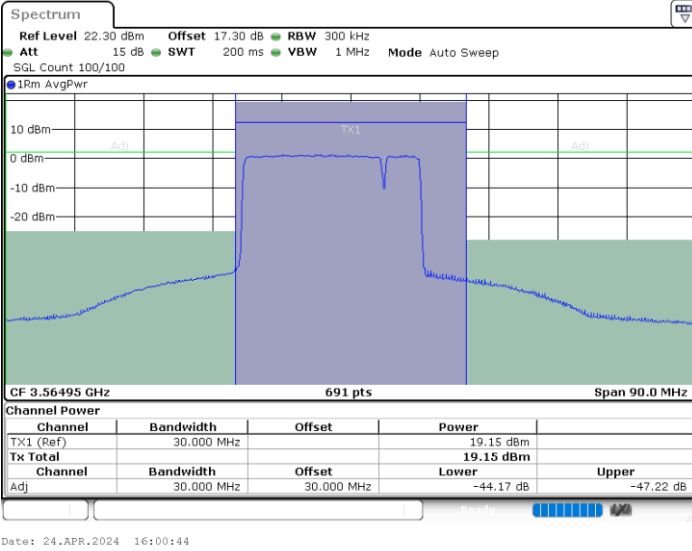 Spectrum
Ref Level 22.30 dBm Offset 17.30 dB RBW 300 kHz
Att 15 dB SWT 200 ms VBW 1 MHz Mode Auto Sweep
SGL Count 100/100
1Rm AvgPwr
10 dBm
TX1
Adj
Adj
0 dBm
-10 dBm
-20 dBm
CF 3.56495 GHz 691 pts Span 90.0 MHz
Channel Power
Channel Bandwidth Offset Power
TX1 (Ref) 30.000 MHz 19.15 dBm
Tx Total 19.15 dBm
Channel Bandwidth Offset Lower Upper
Adj 30.000 MHz 30.000 MHz -44.17 dB -47.22 dB
Ready
Date: 24.APR.2024 16:00:44